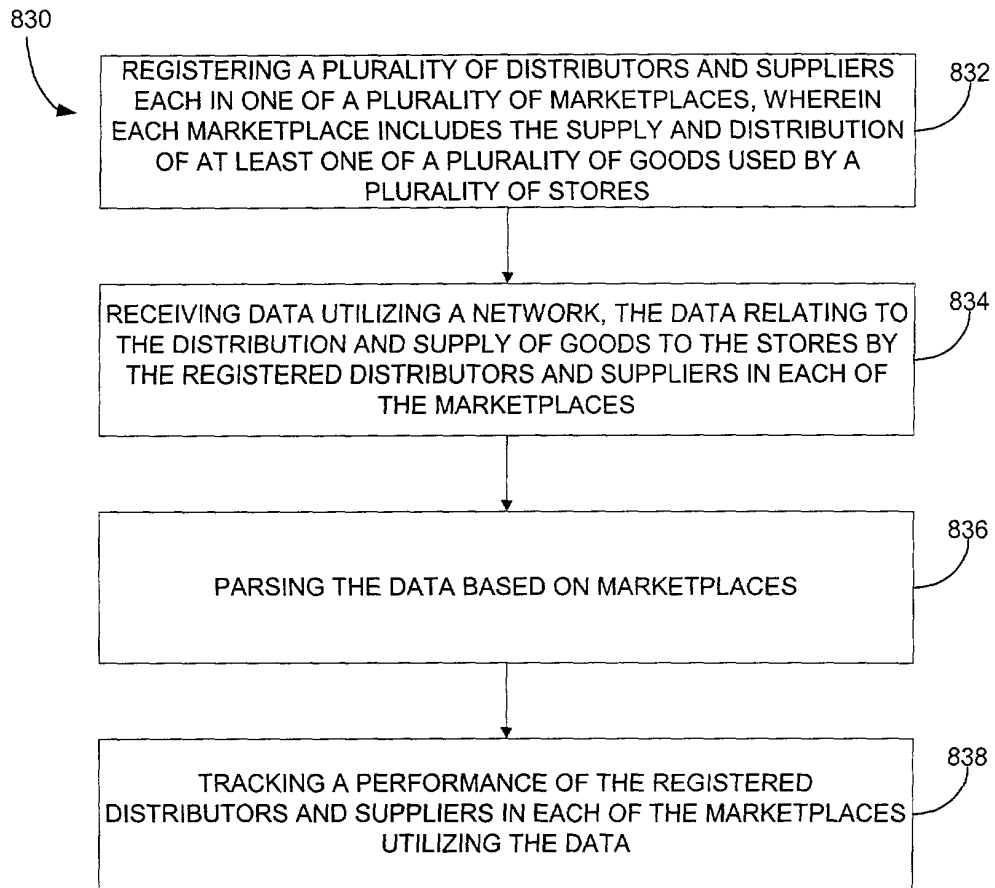 830
REGISTERING A PLURALITY OF DISTRIBUTORS AND SUPPLIERS
EACH IN ONE OF A PLURALITY OF MARKETPLACES, WHEREIN
EACH MARKETPLACE INCLUDES THE SUPPLY AND DISTRIBUTION
OF AT LEAST ONE OF A PLURALITY OF GOODS USED BY A
PLURALITY OF STORES
832
RECEIVING DATA UTILIZING A NETWORK, THE DATA RELATING TO
THE DISTRIBUTION AND SUPPLY OF GOODS TO THE STORES BY
THE REGISTERED DISTRIBUTORS AND SUPPLIERS IN EACH OF
THE MARKETPLACES
834
PARSING THE DATA BASED ON MARKETPLACES
836
TRACKING A PERFORMANCE OF THE REGISTERED
DISTRIBUTORS AND SUPPLIERS IN EACH OF THE MARKETPLACES
UTILIZING THE DATA
838